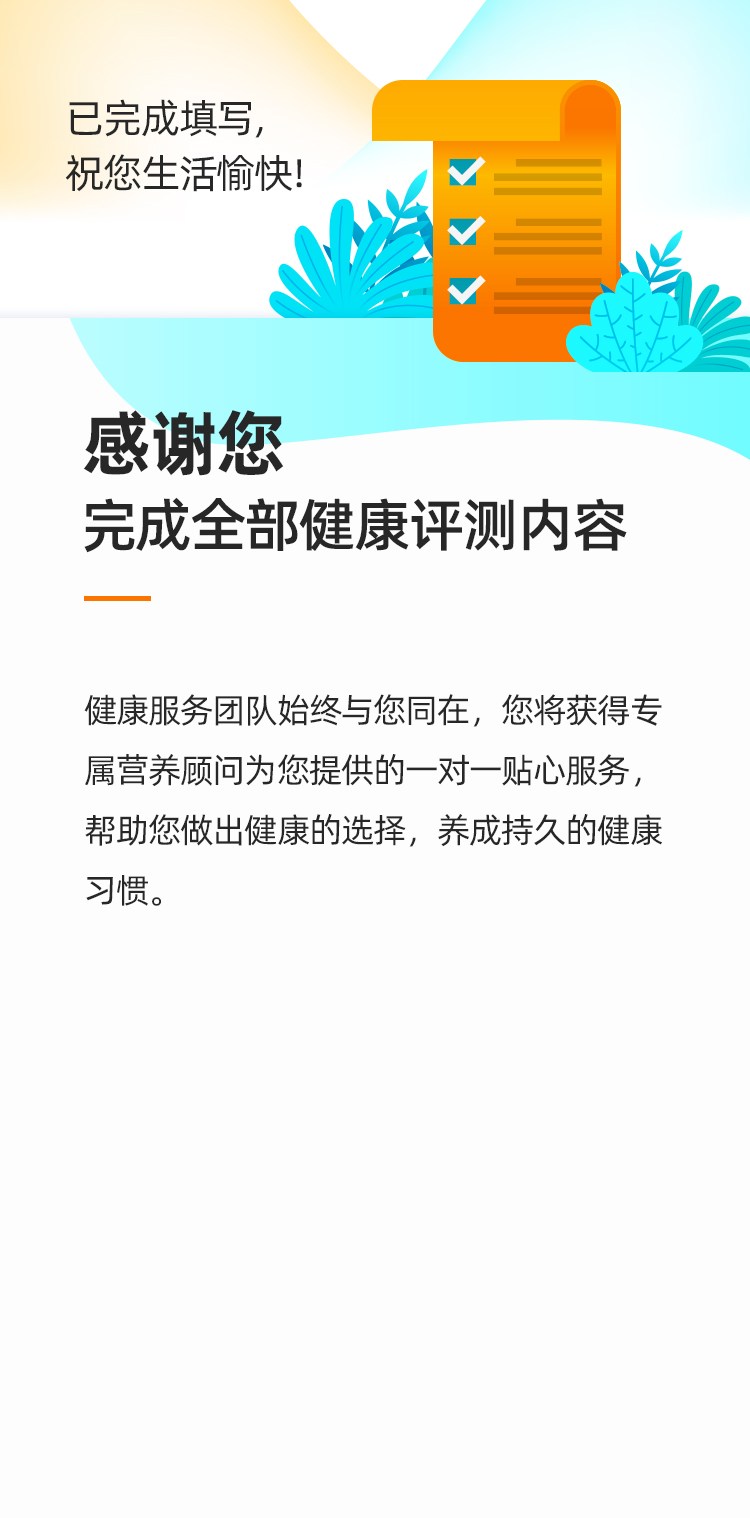 已完成填写,
祝您生活愉快!
感谢您
完成全部健康评测内容
健康服务团队始终与您同在，您将获得专
属营养顾问为您提供的一对一贴心服务，
帮助您做出健康的选择，养成持久的健康
习惯。